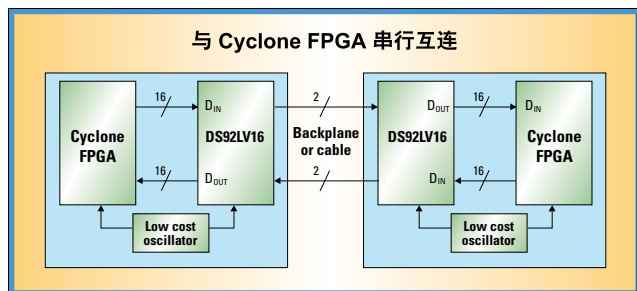 与 Cyclone FPGA 串行互连
16
2
16
Cyclone
FPGA
DIN
DS92LV16
DOUT
Backplane
or cable
DOUT
DS92LV16
DIN
DIN
Cyclone
FPGA
16
2
16
Low cost
oscillator
Low cost
oscillator